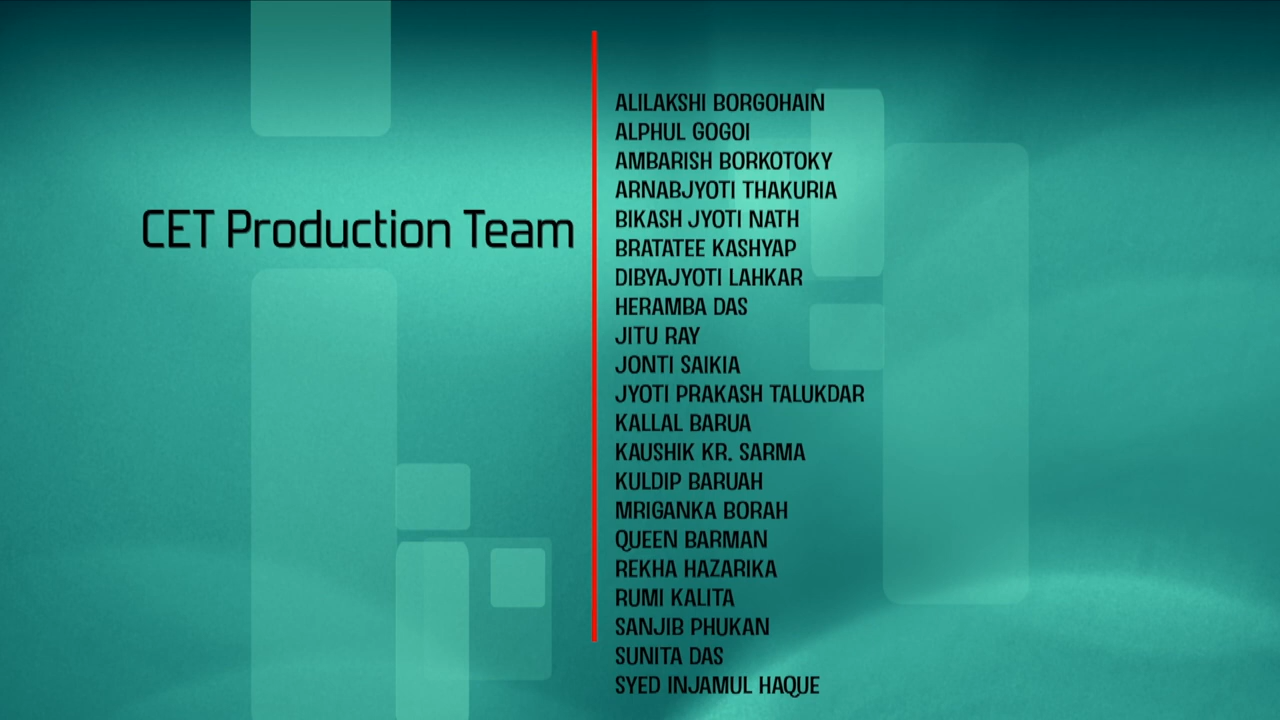 CET Production Team
ALILAKSHI BORGOHAIN
ALPHUL GOGOI
AMBARISH BORKOTOKY
ARNABJYOTI THAKURIA
BIKASH JYOTI NATH
BRATATEE KASHYAP
DIBYAJYOTI LAHKAR
HERAMBA DAS
JITU RAY
JONTI SAIKIA
JYOTI PRAKASH TALUKDAR
KALLAL BARUA
KAUSHIK KR. SARMA
KULDIP BARUAH
MRIGANKA BORAH
QUEEN BARMAN
REKHA HAZARIKA
RUMI KALITA
SANJIB PHUKAN
SUNITA DAS
SYED INJAMUL HAQUE